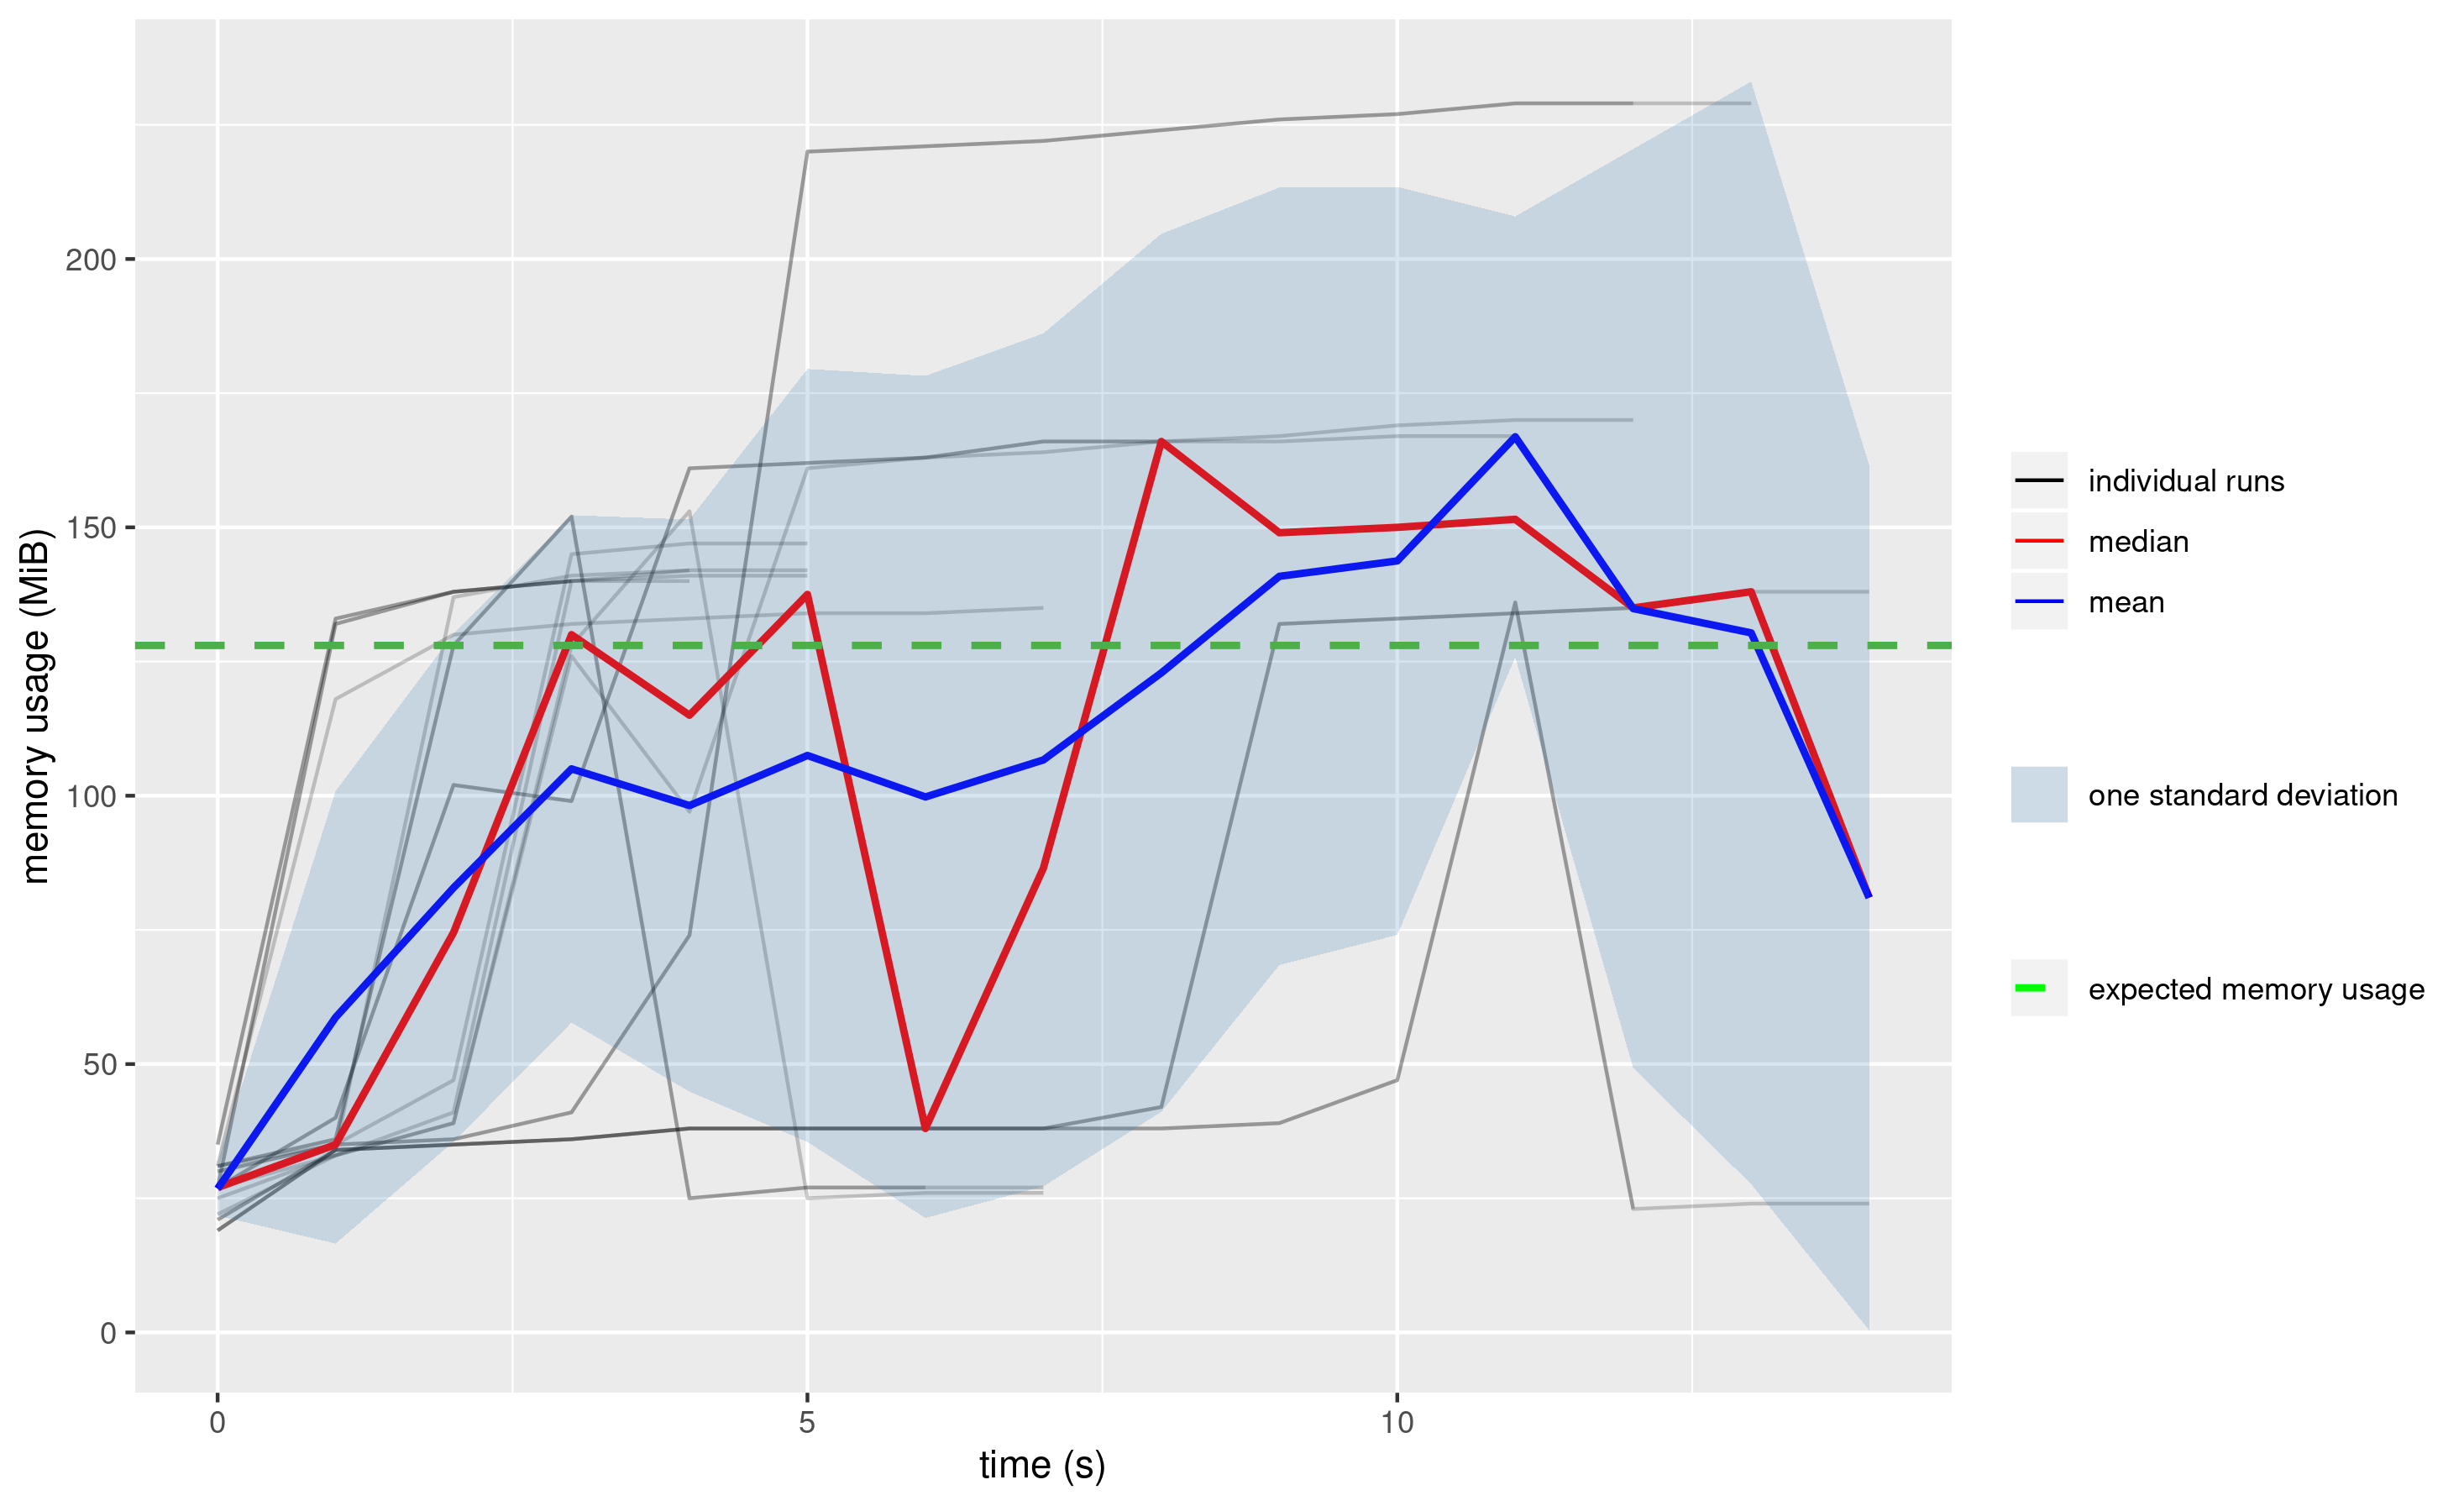 memory usage (MiB)
200
150
100
50
0
0
5
10
time (s)
individual runs
median
mean
one standard deviation
expected memory usage